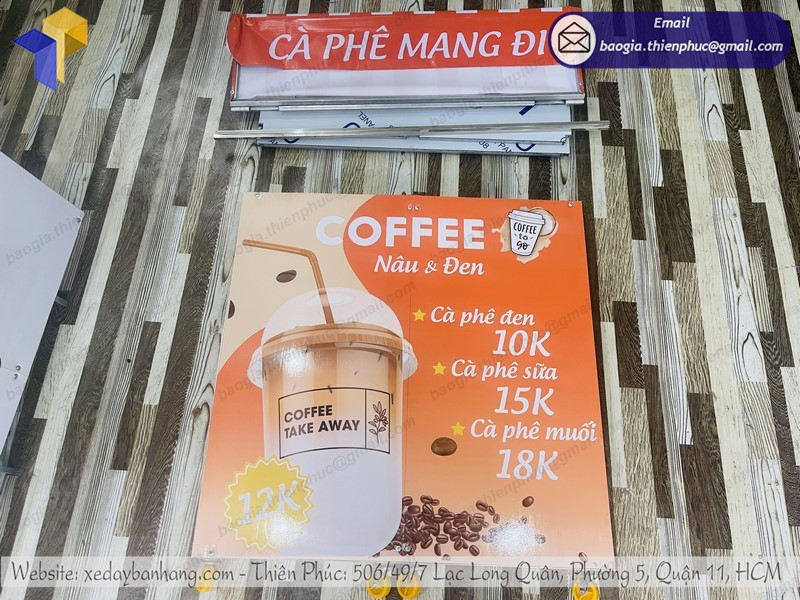 Email
baogia.thienphuc@gmail.com
CÀ PHÊ MANG ĐI
COFFEE
COFFEE
to
go
Nâu & Đen
Cà phê đen
10K
Cà phê sữa
15K
Cà phê muối
18K
COFFEE
TAKE AWAY
12K
Website: xedaybanhang.com - Thiên Phúc: 506/49/7 Lạc Long Quân, Phường 5, Quận 11, HCM